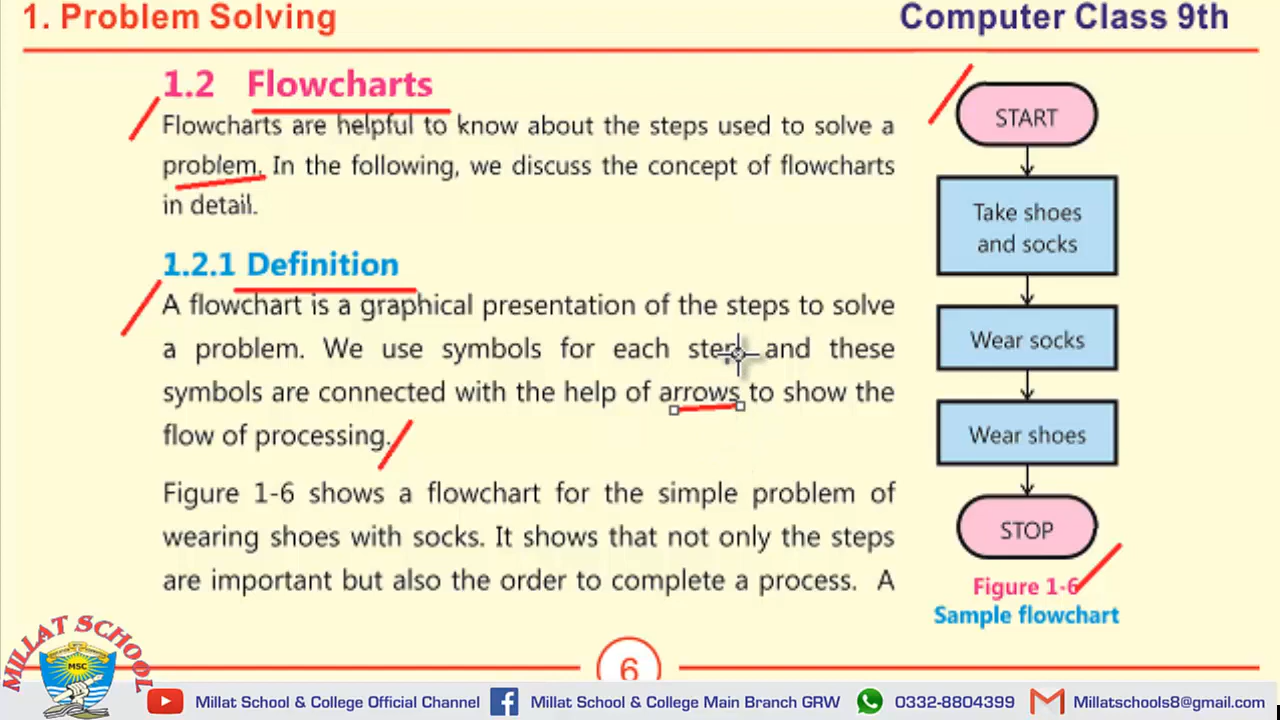 1. Problem Solving
Computer Class 9th
1.2 Flowcharts
Flowcharts are helpful to know about the steps used to solve a
problem. In the following, we discuss the concept of flowcharts
in detail.
1.2.1 Definition
A flowchart is a graphical presentation of the steps to solve
a problem. We use symbols for each step and these
symbols are connected with the help of arrows to show the
flow of processing.
Figure 1-6 shows a flowchart for the simple problem of
wearing shoes with socks. It shows that not only the steps
are important but also the order to complete a process. A
START
Take shoes
and socks
Wear socks
Wear shoes
STOP
Figure 1-6
Sample flowchart
6
MILLAT SCHOOL
MSC
Millat School & College Official Channel
Millat School & College Main Branch GRW
0332-8804399
Millatschools8@gmail.com